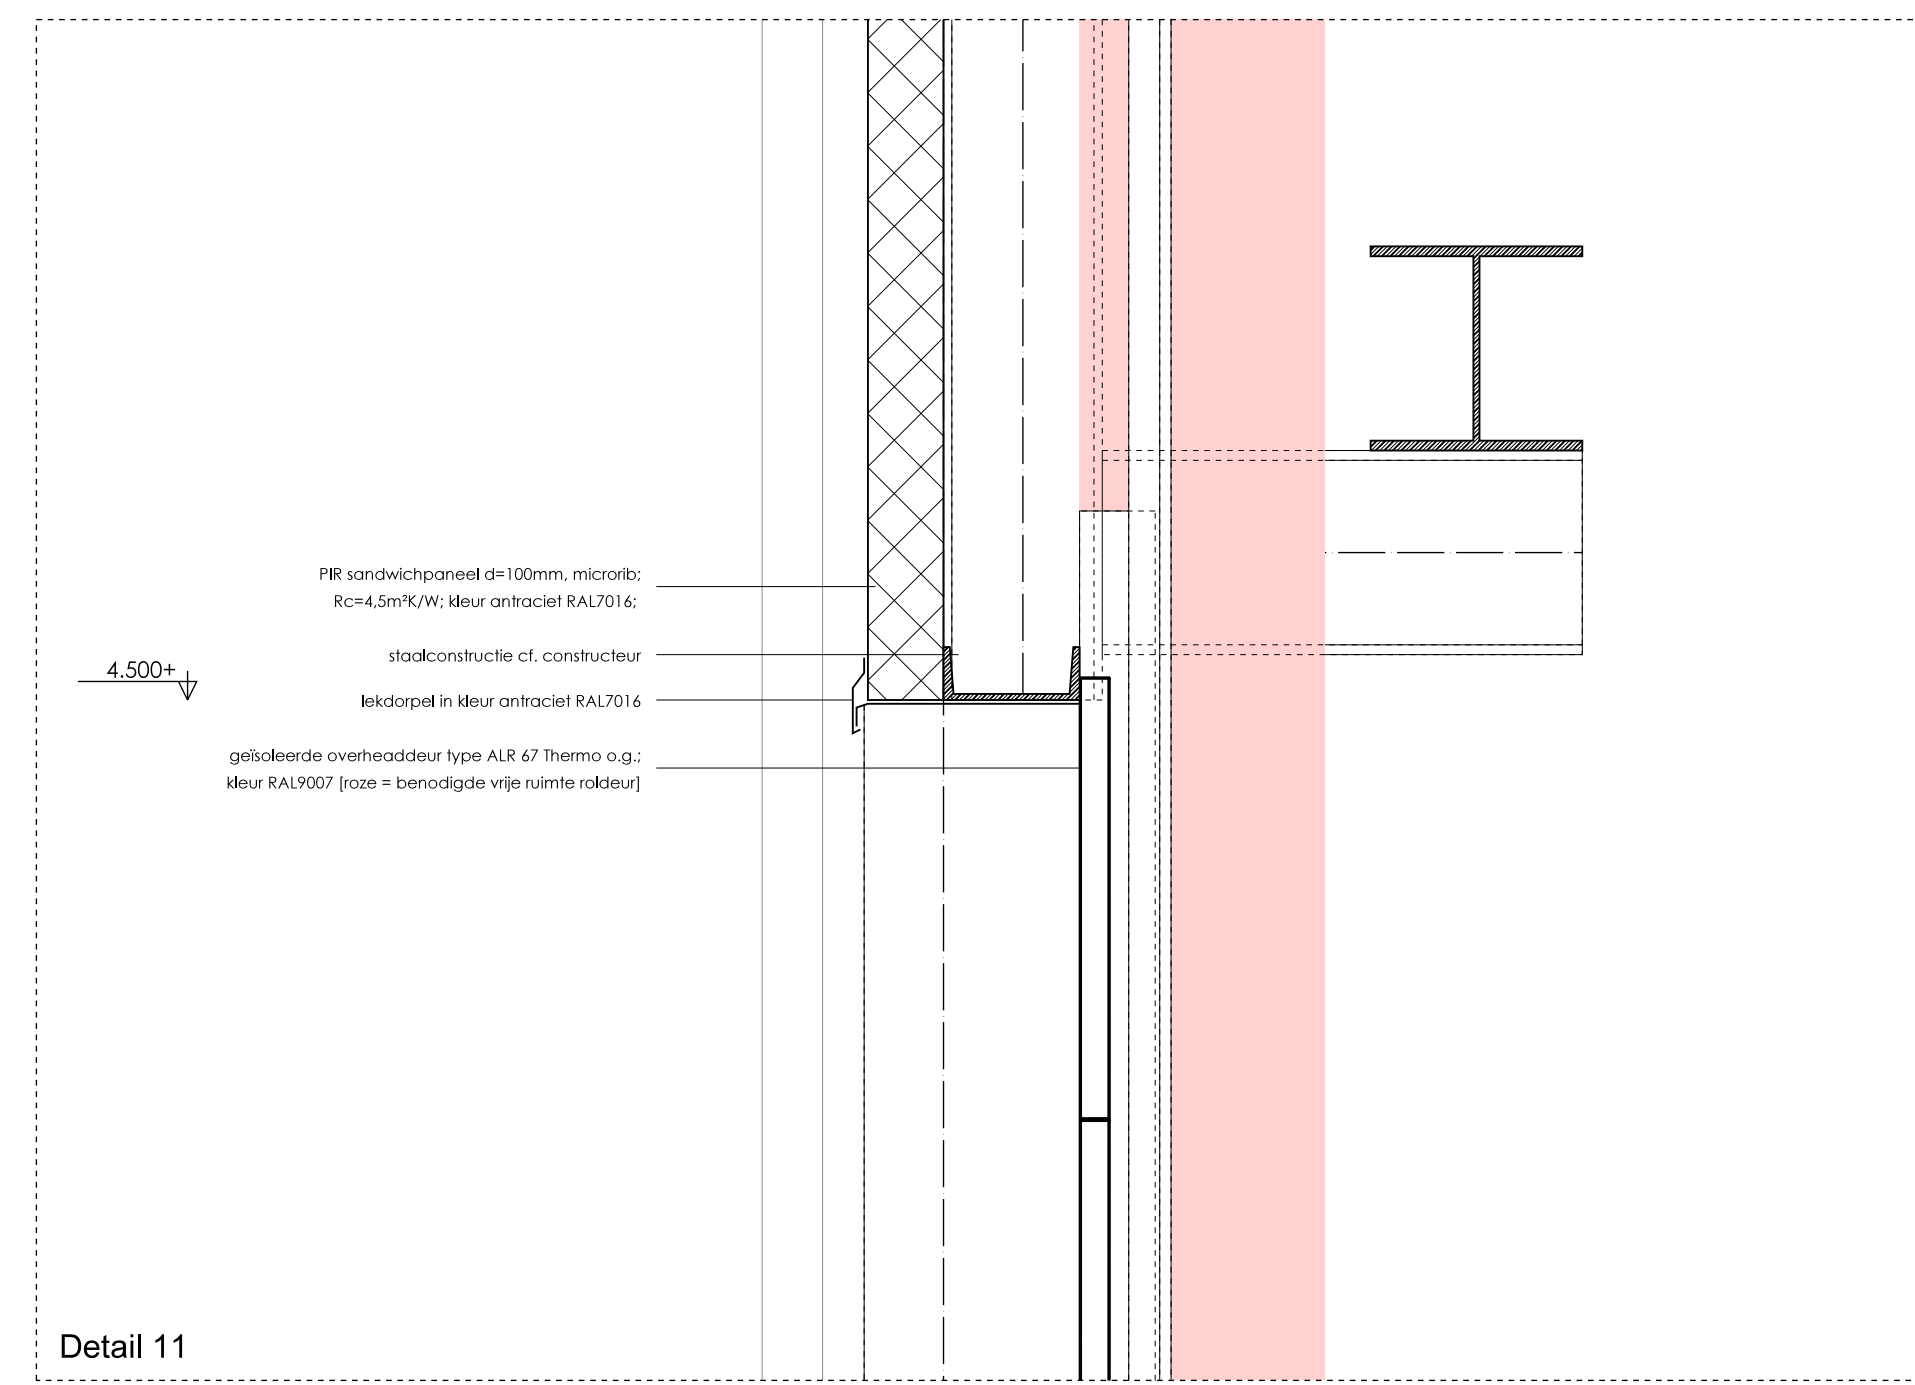 PIR sandwichpaneel d=100mm, microrib;
Rc=4,5m²K/W; kleur antraciet RAL7016;
staalconstructie cf. constructeur
4.500+
lekdorpel in kleur antraciet RAL7016
geïsoleerde overheaddeur type ALR 67 Thermo o.g.;
kleur RAL9007 [roze = benodigde vrije ruimte roldeur]
Detail 11